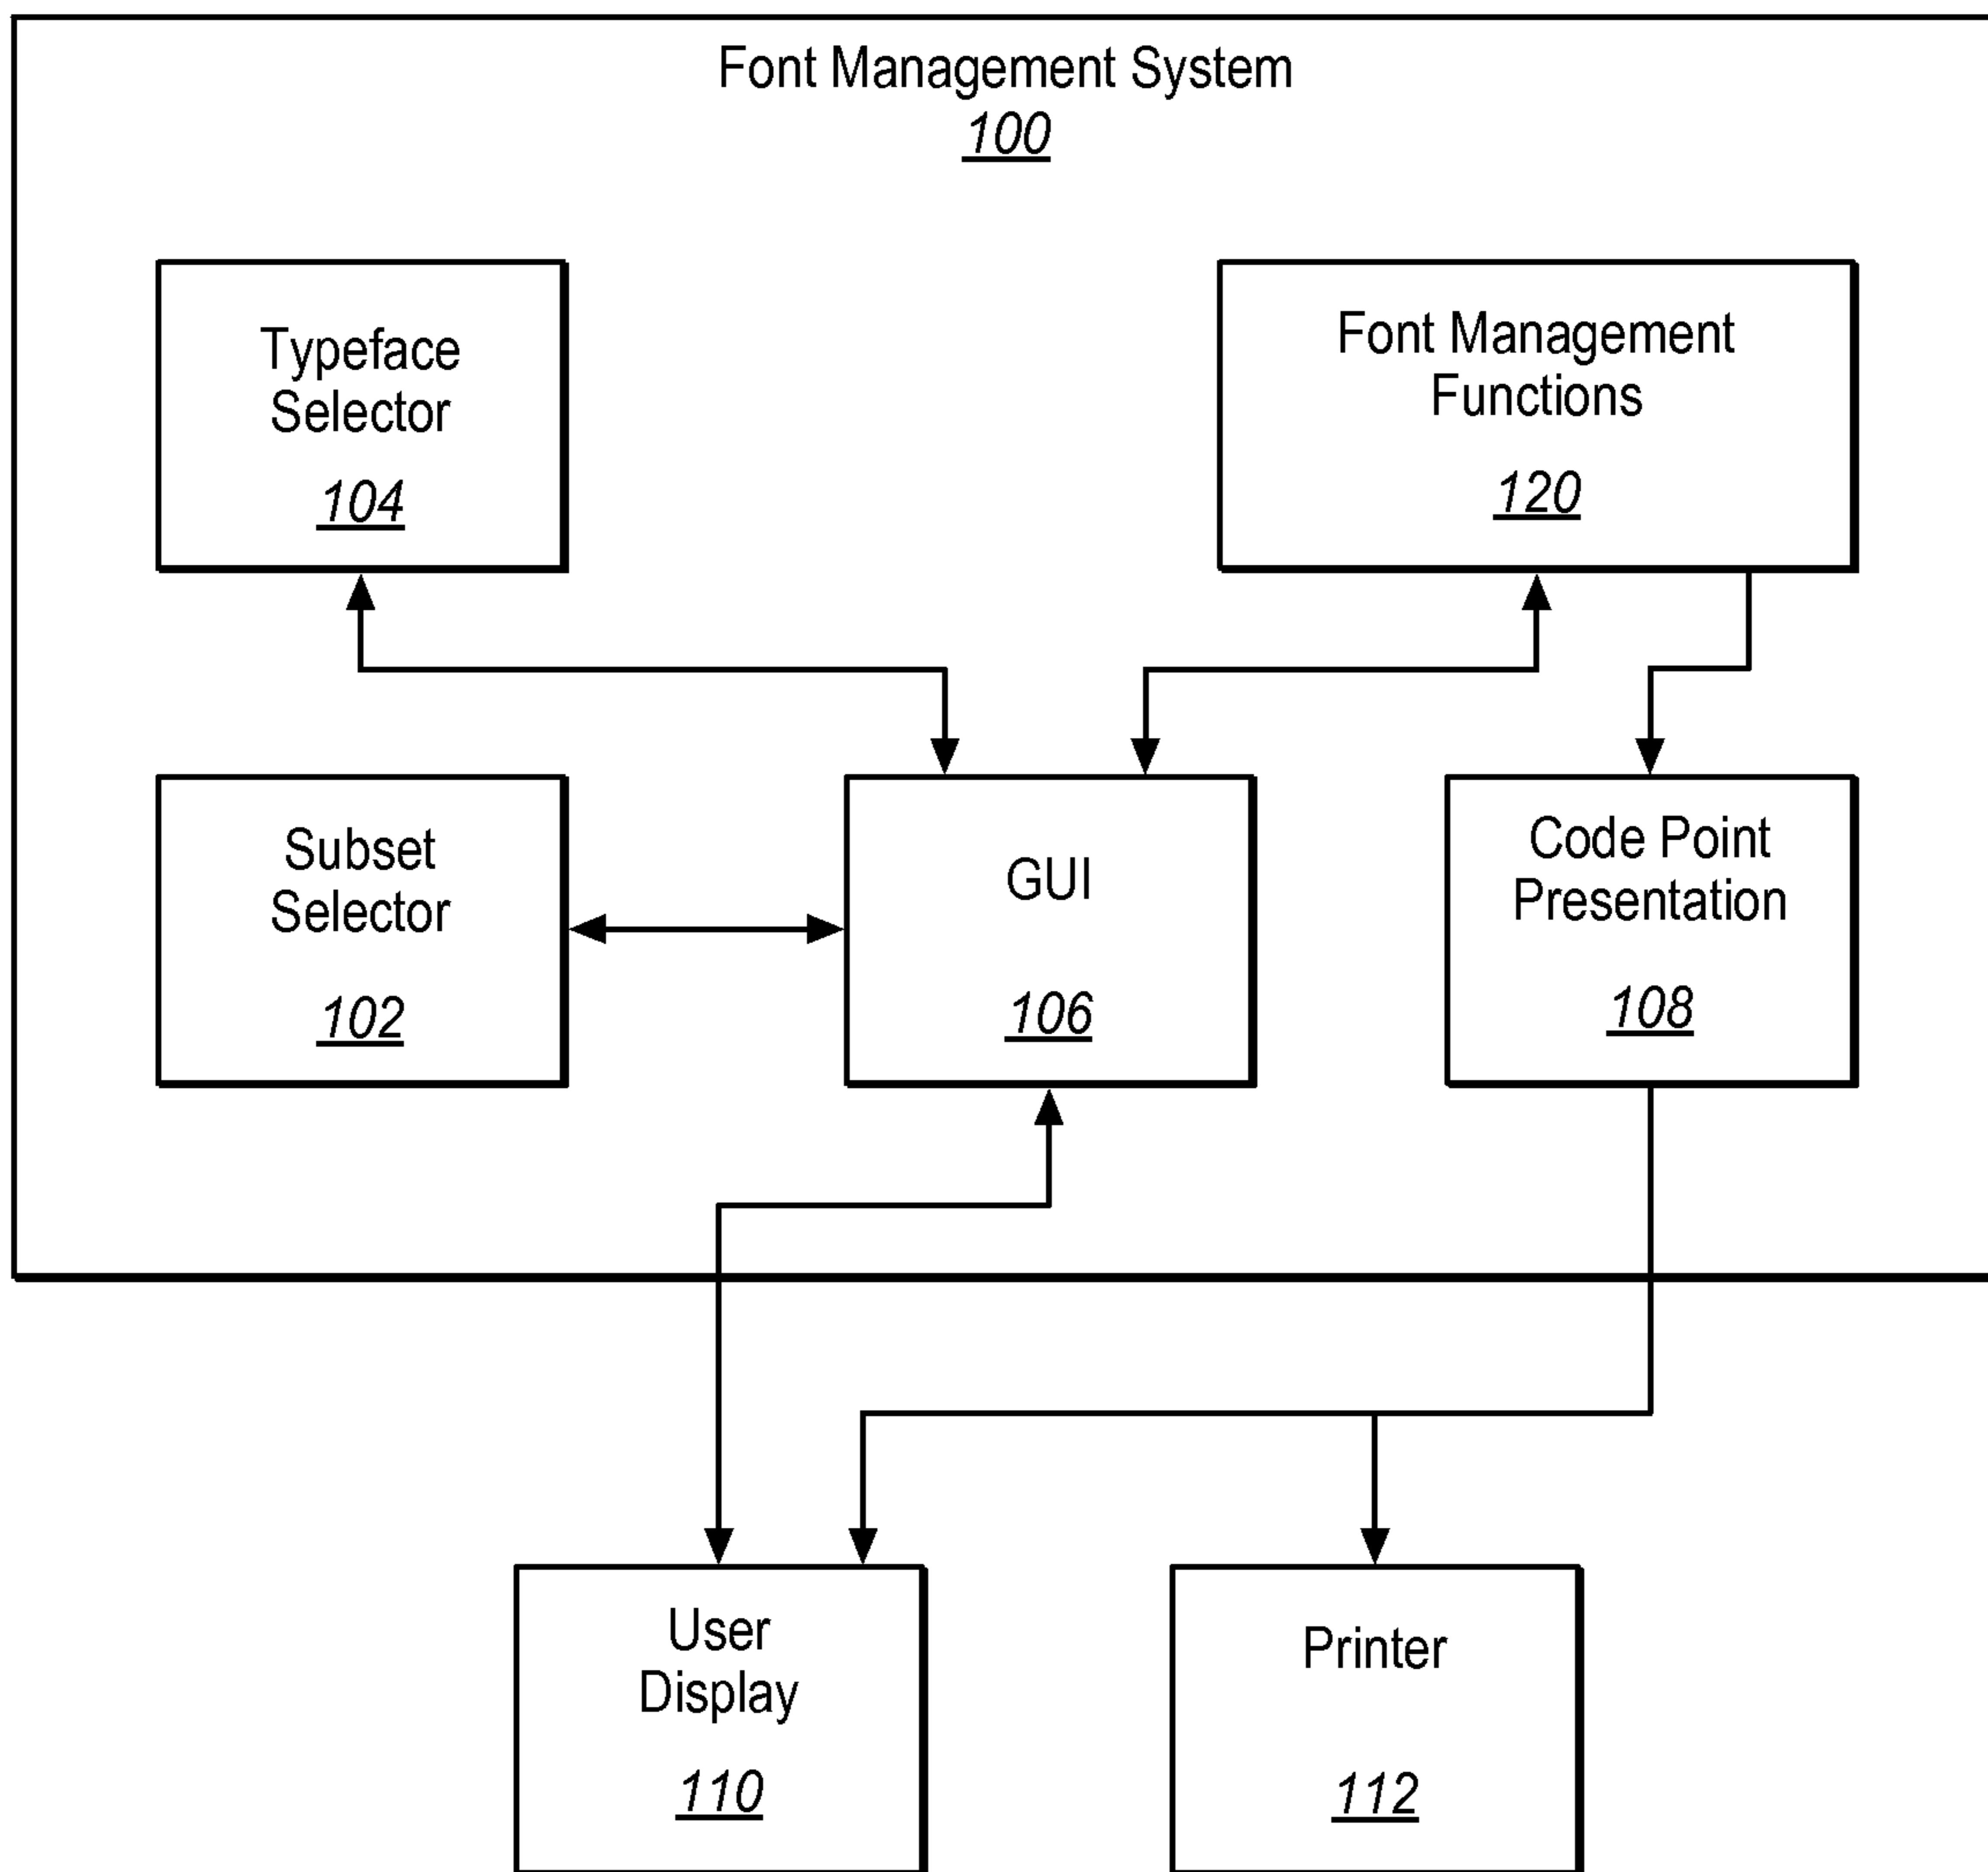 Font Management System
100
Typeface
Selector
104
Font Management
Functions
120
Subset
Selector
102
GUI
106
Code Point
Presentation
108
User
Display
110
Printer
112